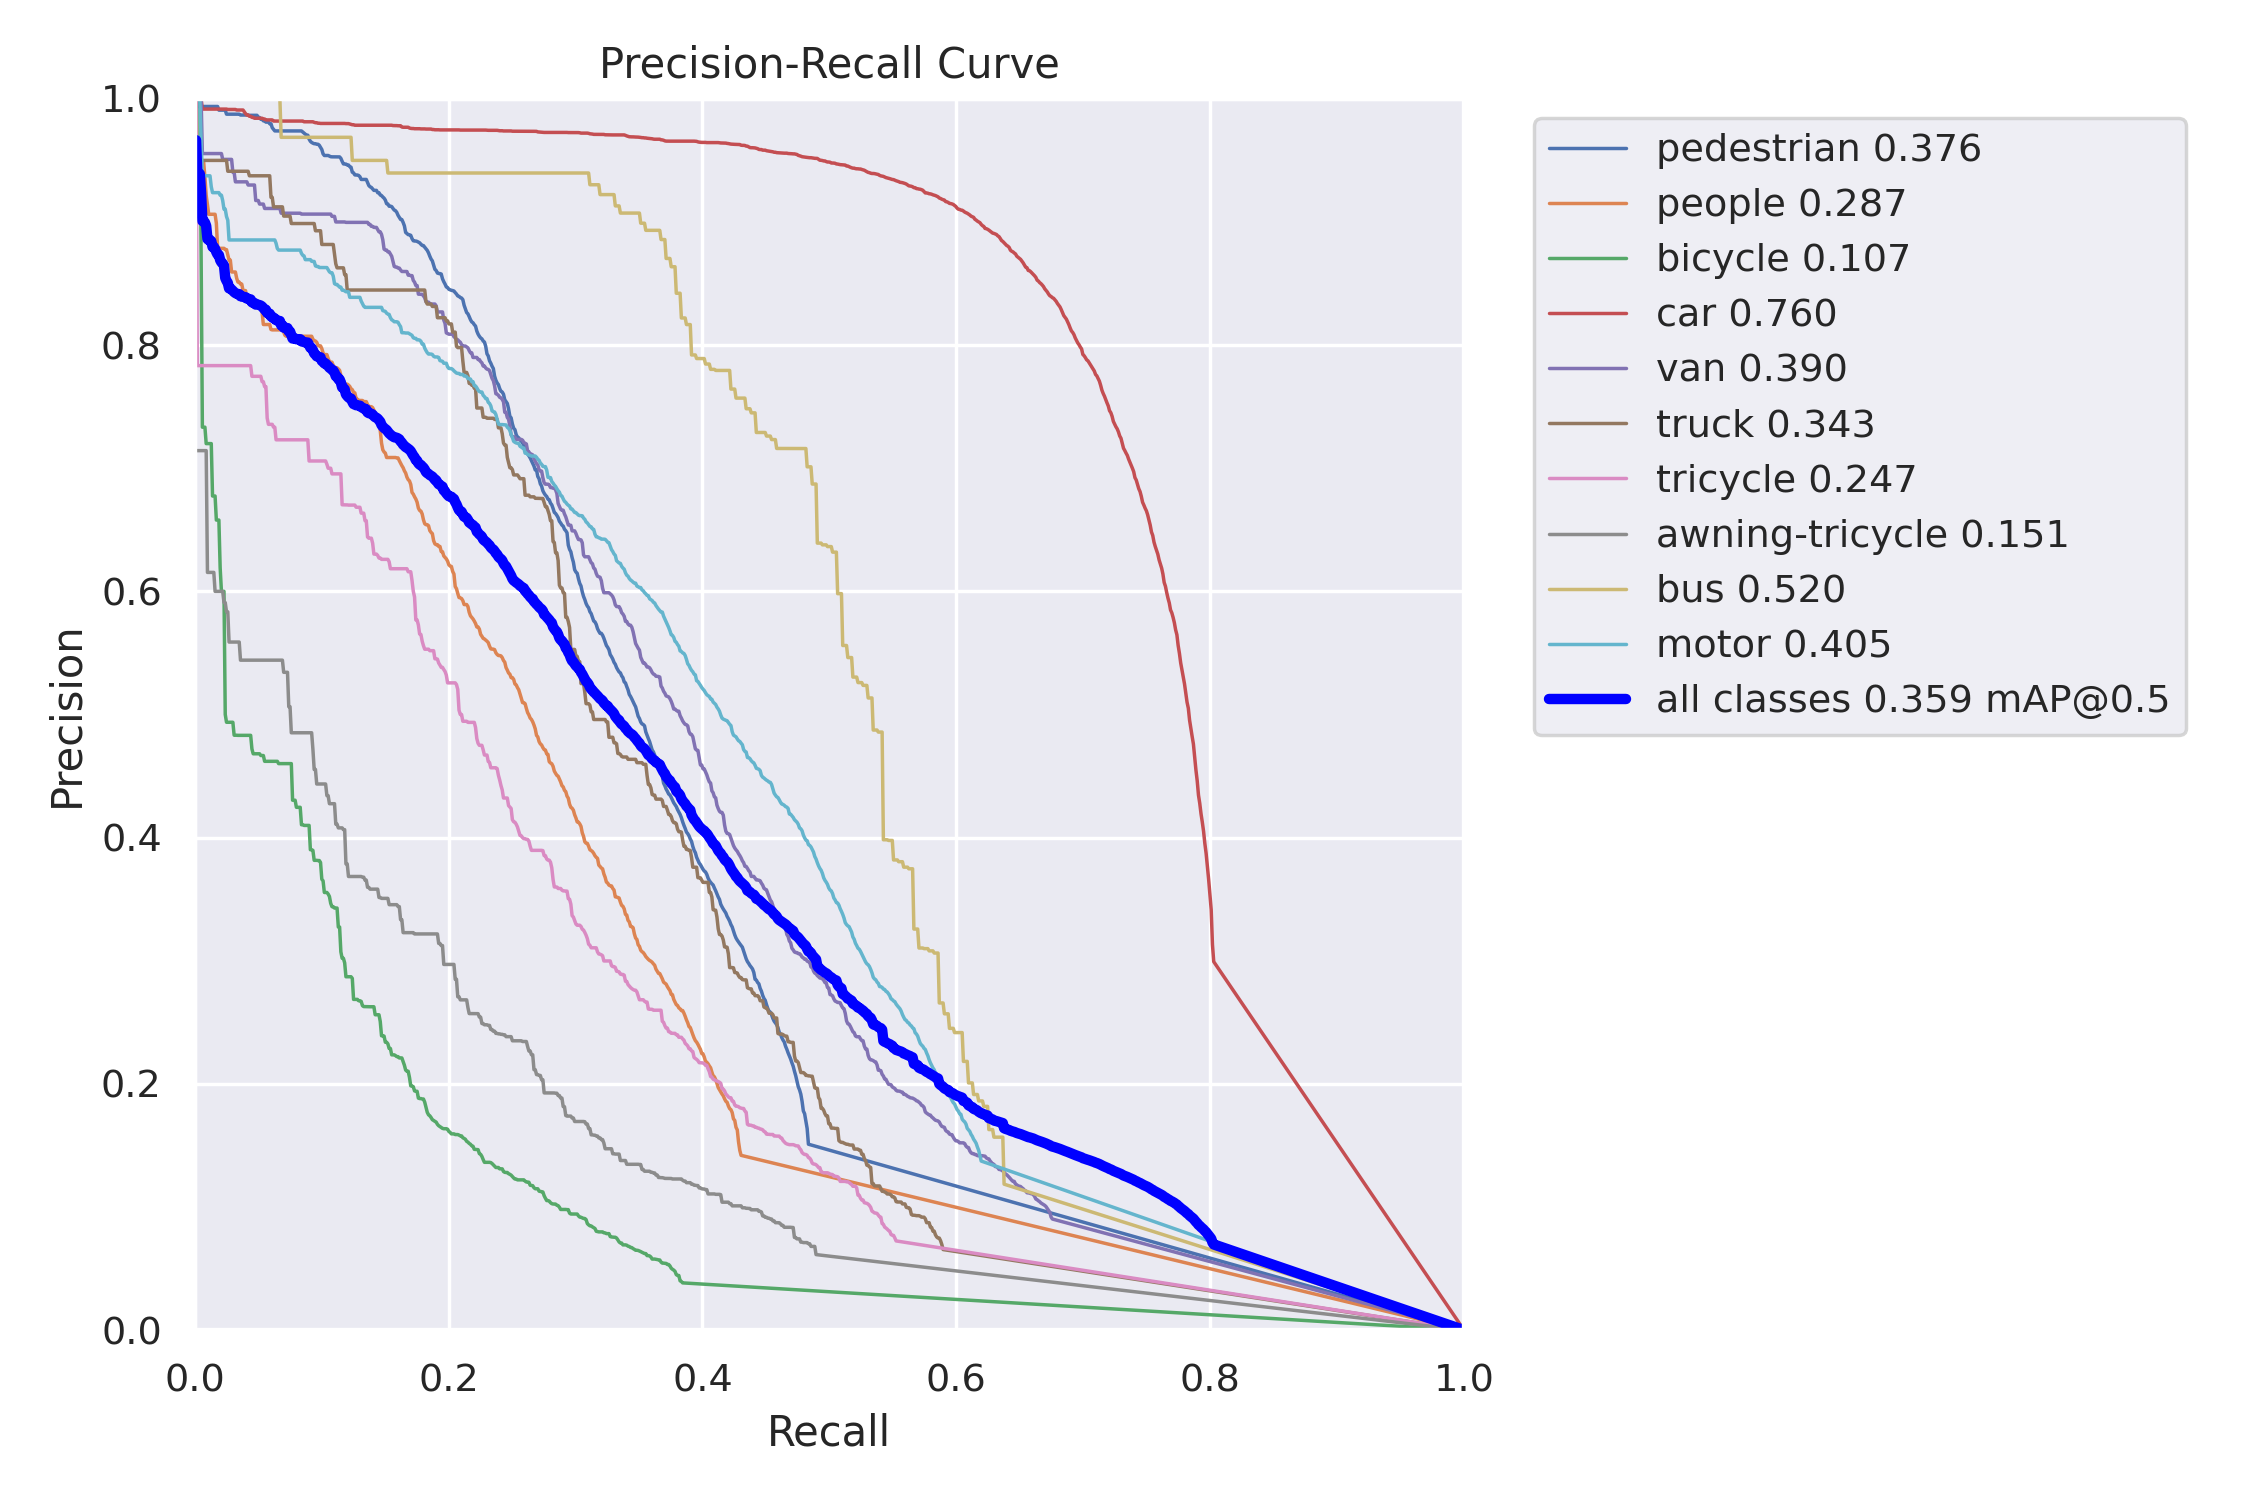 Precision-Recall Curve
1.0
0.8
0.6
0.4
0.2
0.0
Precision
0.0 0.2 0.4 0.6 0.8 1.0
Recall
pedestrian 0.376
people 0.287
bicycle 0.107
car 0.760
van 0.390
truck 0.343
tricycle 0.247
awning-tricycle 0.151
bus 0.520
motor 0.405
all classes 0.359 mAP@0.5